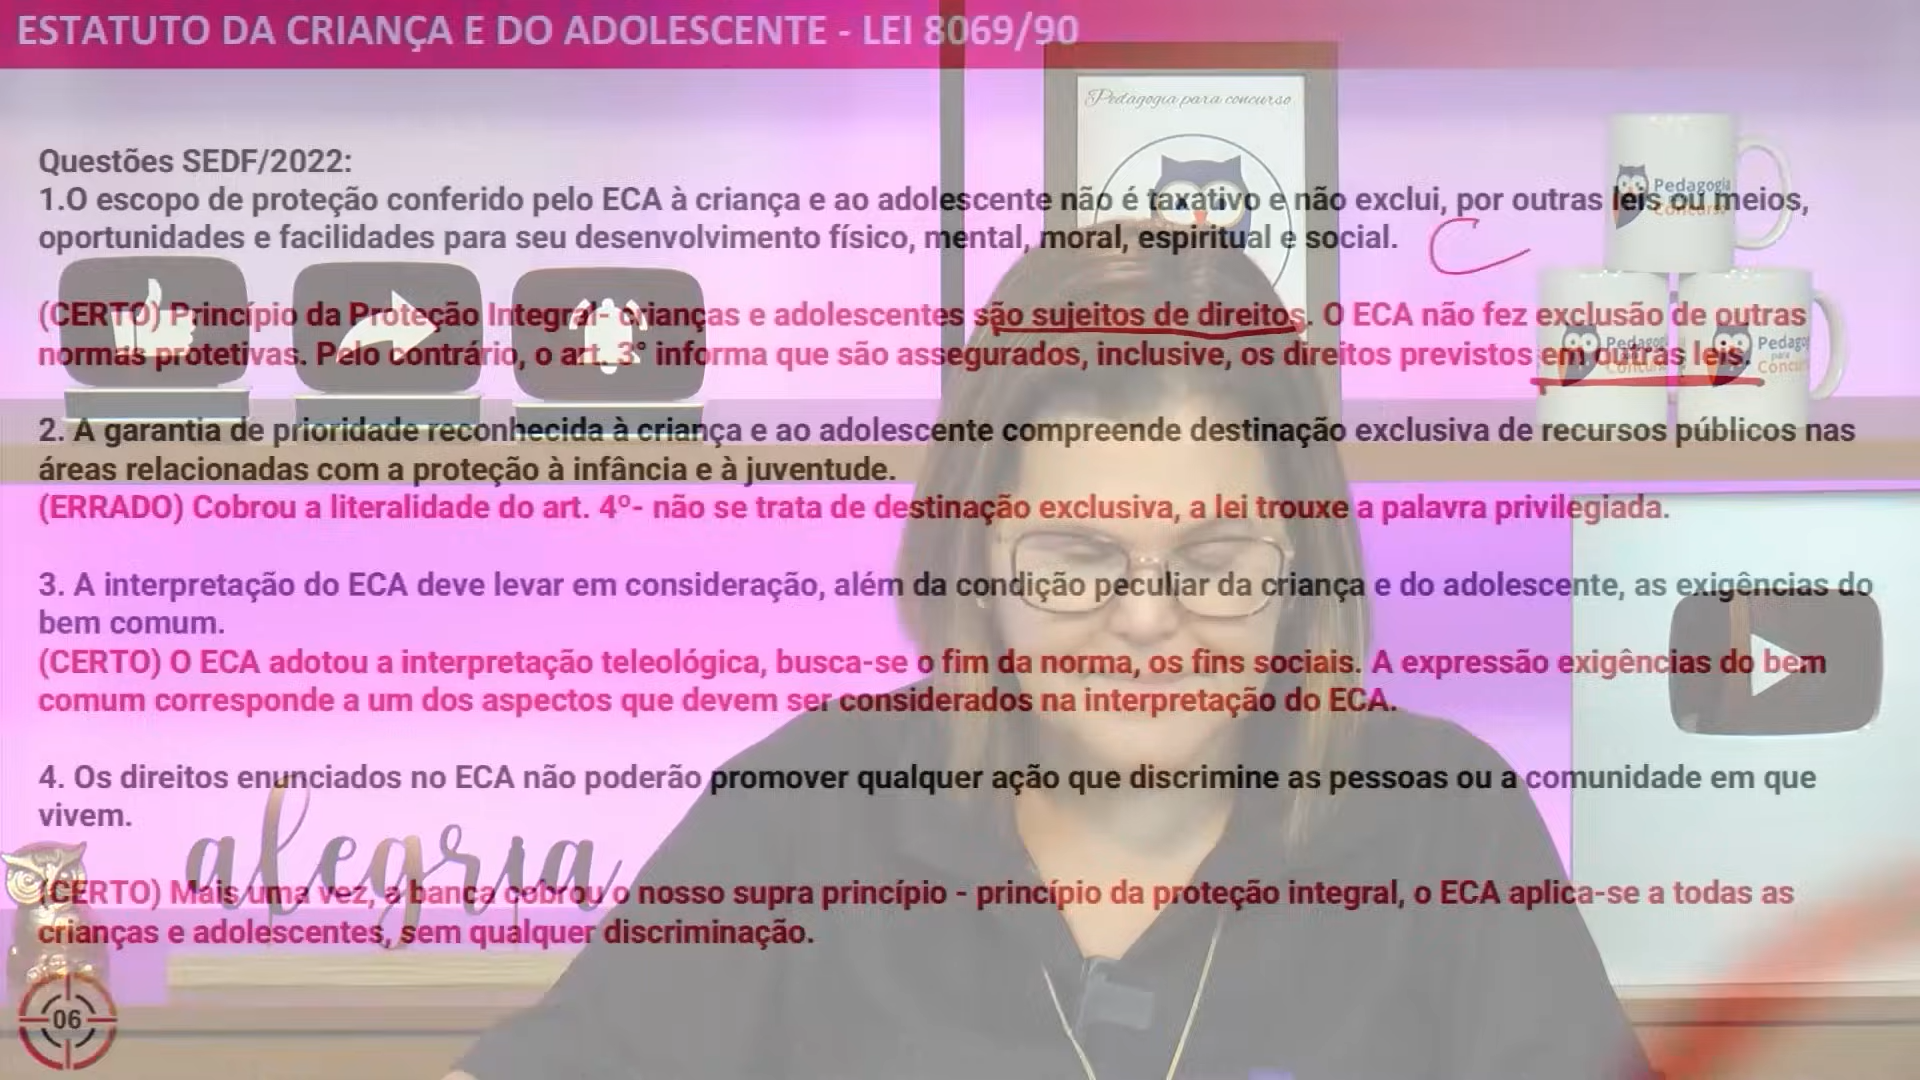 ESTATUTO DA CRIANÇA E DO ADOLESCENTE - LEI 8069/90
Pedagogia para concurso
Questões SEDF/2022:
1.O escopo de proteção conferido pelo ECA à criança e ao adolescente não é taxativo e não exclui, por outras leis ou meios,
oportunidades e facilidades para seu desenvolvimento físico, mental, moral, espiritual e social.
C
Pedagogia
Concurso
(CERTO) Princípio da Proteção Integral- crianças e adolescentes são sujeitos de direitos. O ECA não fez exclusão de outras
normas protetivas. Pelo contrário, o art. 3° informa que são assegurados, inclusive, os direitos previstos em outras leis.
Pedago
Concur
Pedago
para
Concur
2. A garantia de prioridade reconhecida à criança e ao adolescente compreende destinação exclusiva de recursos públicos nas
áreas relacionadas com a proteção à infância e à juventude.
(ERRADO) Cobrou a literalidade do art. 4º- não se trata de destinação exclusiva, a lei trouxe a palavra privilegiada.
3. A interpretação do ECA deve levar em consideração, além da condição peculiar da criança e do adolescente, as exigências do
bem comum.
(CERTO) O ECA adotou a interpretação teleológica, busca-se o fim da norma, os fins sociais. A expressão exigências do bem
comum corresponde a um dos aspectos que devem ser considerados na interpretação do ECA.
4. Os direitos enunciados no ECA não poderão promover qualquer ação que discrimine as pessoas ou a comunidade em que
vivem.
alegria
(CERTO) Mais uma vez, a banca cobrou o nosso supra princípio - princípio da proteção integral, o ECA aplica-se a todas as
crianças e adolescentes, sem qualquer discriminação.
06